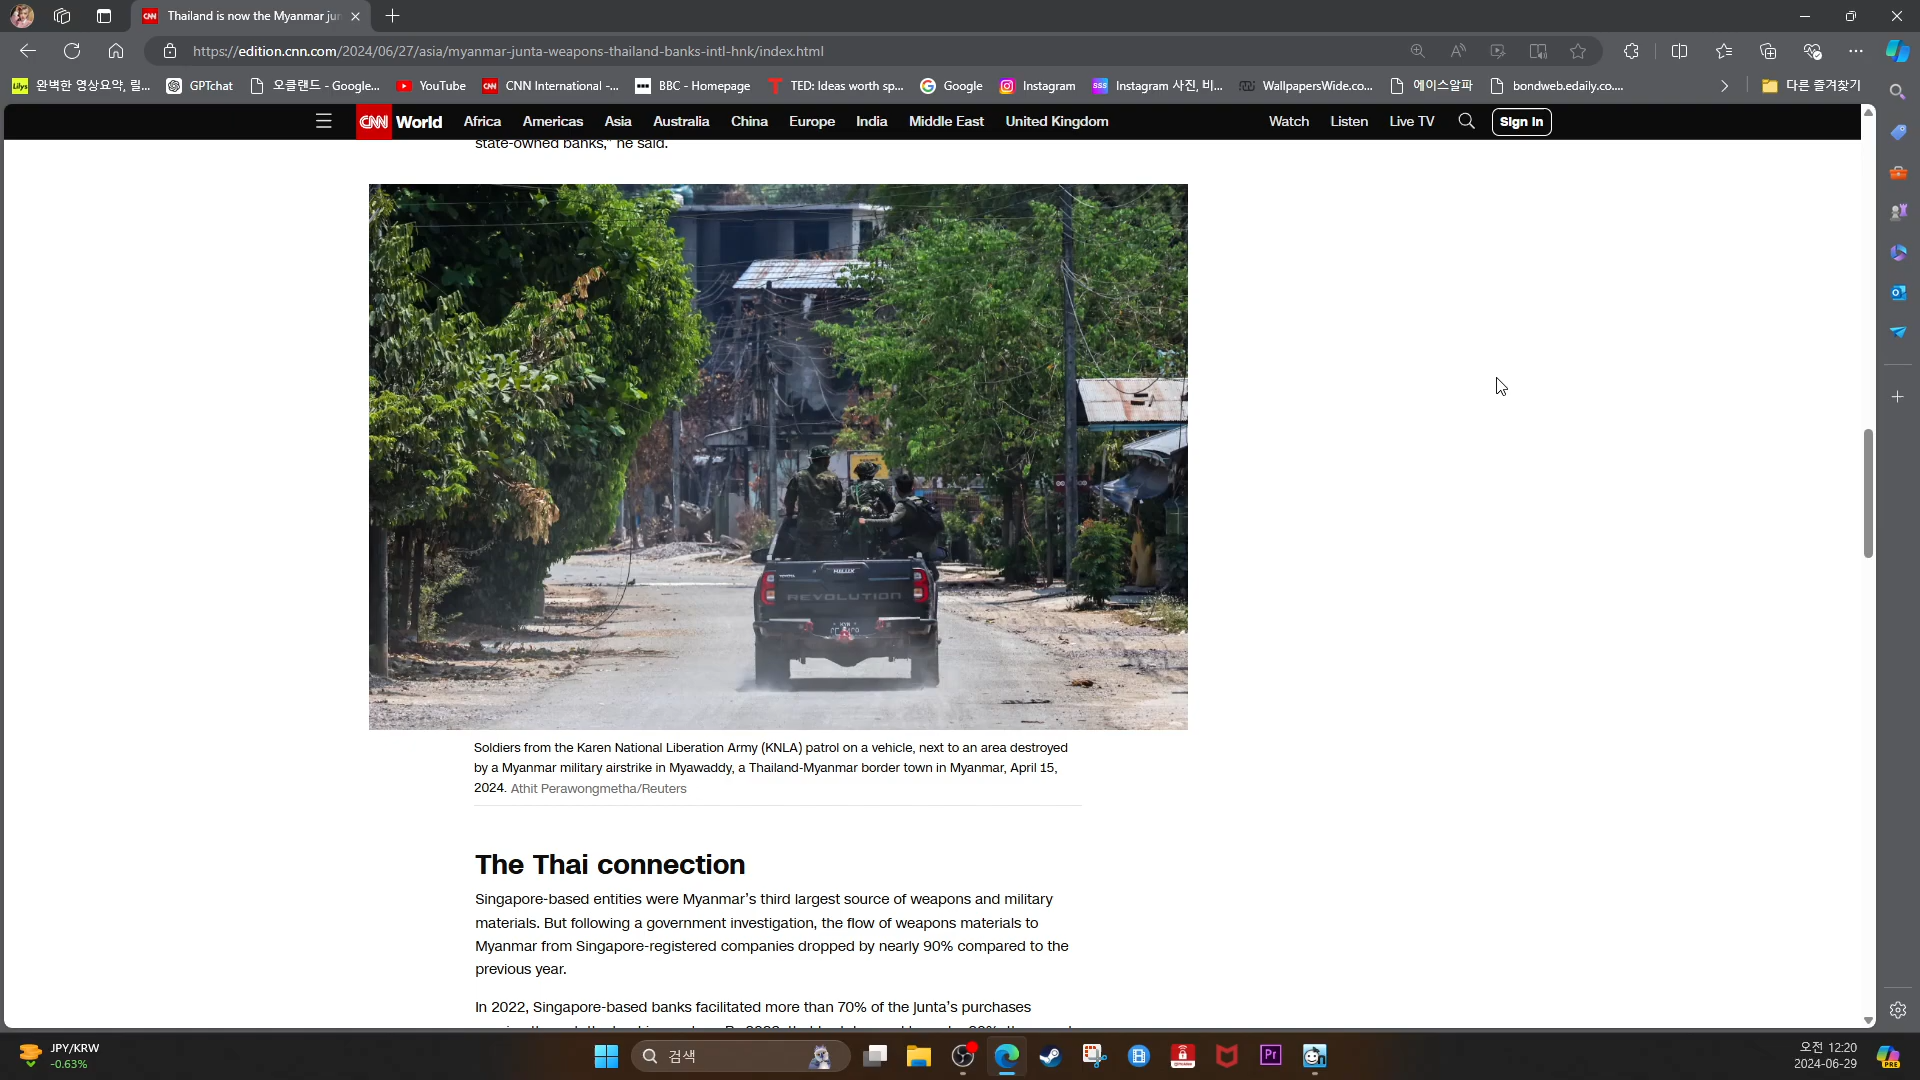 Thailand is now the Myanmar
https://edition.cnn.com/2024/06/27/asia/myanmar-junta-weapons-thailand-banks-intl-hnk/index.html
Lilys 완벽한 영상요약, 릴... GPTchat 오클랜드 - Google... YouTube CNN International -... BBC - Homepage TED: Ideas worth sp... Google Instagram SSS Instagram 사진, 비... WallpapersWide.co... 에이스알파 bondweb.edaily.co.... 다른 즐겨찾기
CNN World Africa Americas Asia Australia China Europe India Middle East United Kingdom Watch Listen Live TV Sign in
state-owned banks,” he said.
HILUX
REVOLUTION
Soldiers from the Karen National Liberation Army (KNLA) patrol on a vehicle, next to an area destroyed
by a Myanmar military airstrike in Myawaddy, a Thailand-Myanmar border town in Myanmar, April 15,
2024. Athit Perawongmetha/Reuters
The Thai connection
Singapore-based entities were Myanmar’s third largest source of weapons and military
materials. But following a government investigation, the flow of weapons materials to
Myanmar from Singapore-registered companies dropped by nearly 90% compared to the
previous year.
In 2022, Singapore-based banks facilitated more than 70% of the junta’s purchases
JPY/KRW
-0.63%
검색
Pr
오전 12:20
2024-06-29
PRE